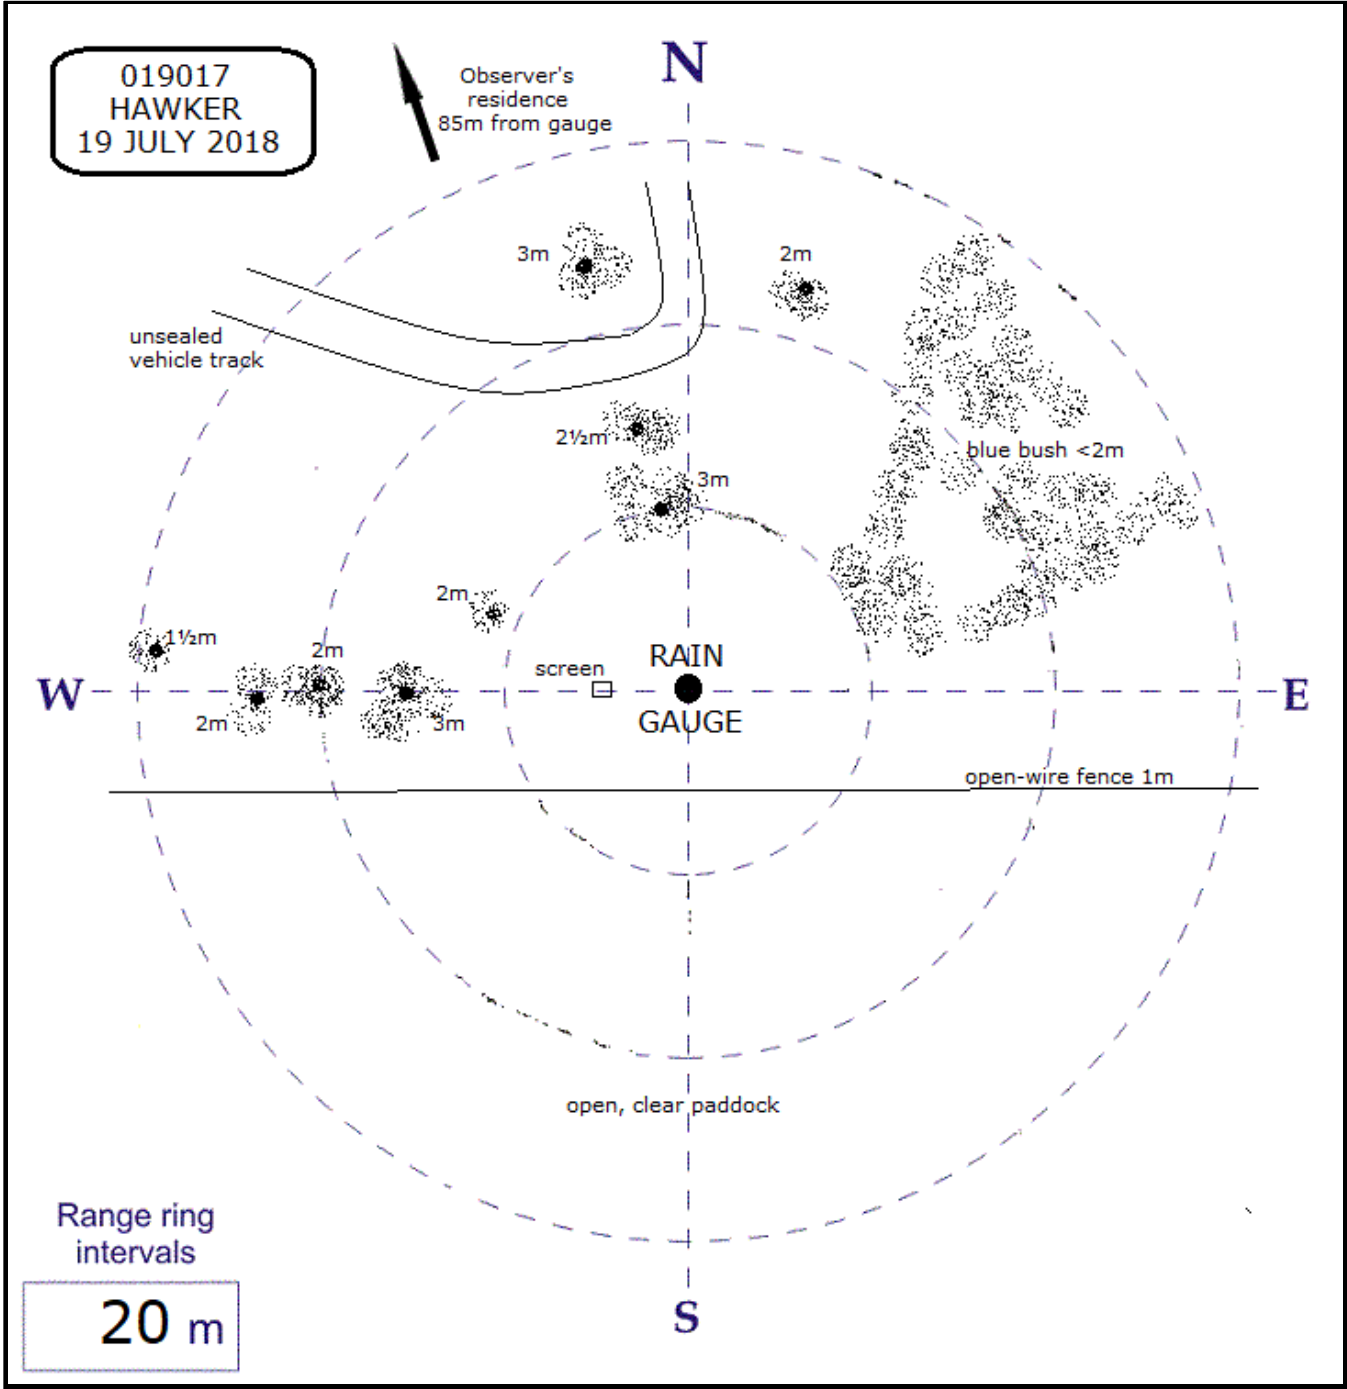 019017
HAWKER
19 JULY 2018
Observer's
residence
85m from gauge
N
3m
2m
unsealed
vehicle track
2½m
blue bush <2m
3m
2m
1½m
2m
screen
RAIN
GAUGE
W
E
2m
3m
open-wire fence 1m
open, clear paddock
Range ring
intervals
20 m
S